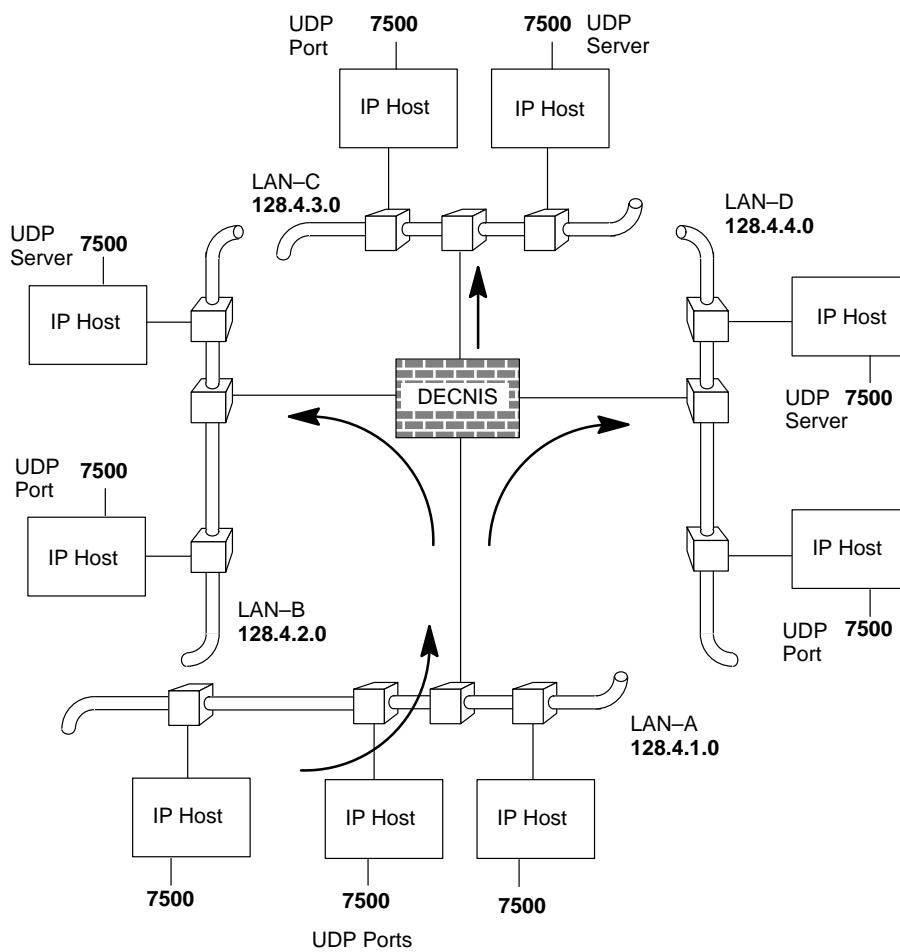 UDP Port 7500
7500 UDP Server
IP Host
IP Host
LAN–C
128.4.3.0
LAN–D
128.4.4.0
UDP Server 7500
IP Host
IP Host
DECNIS
UDP Server 7500
UDP Port 7500
IP Host
IP Host
LAN–B
128.4.2.0
UDP Port 7500
LAN–A
128.4.1.0
IP Host
IP Host
IP Host
7500
7500
7500
UDP Ports